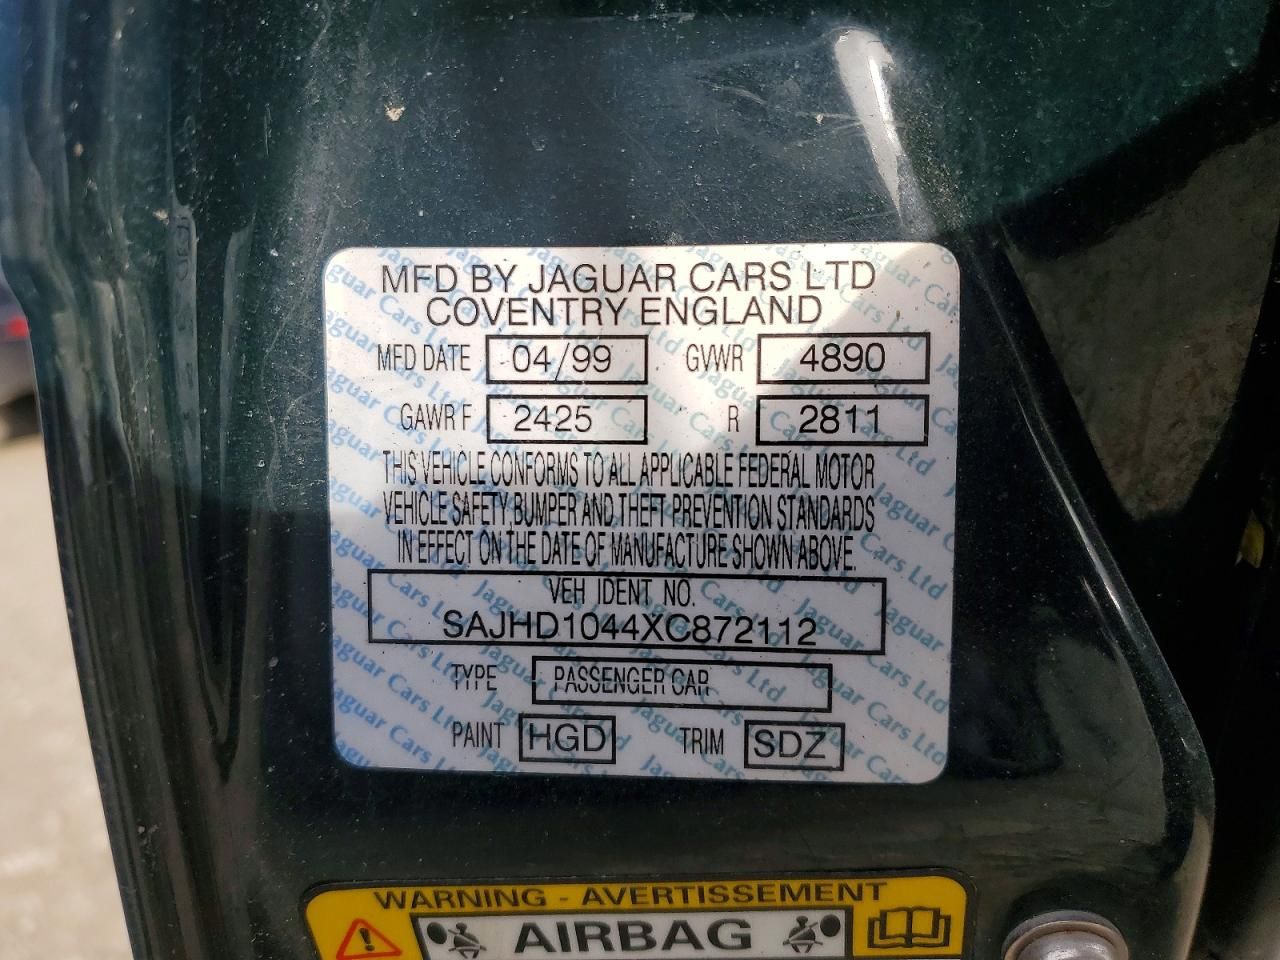 MFD BY JAGUAR CARS LTD
COVENTRY ENGLAND
MFD DATE 04/99 GVWR 4890
GAWR F 2425 R 2811
THIS VEHICLE CONFORMS TO ALL APPLICABLE FEDERAL MOTOR
VEHICLE SAFETY, BUMPER AND THEFT PREVENTION STANDARDS
IN EFFECT ON THE DATE OF MANUFACTURE SHOWN ABOVE.
VEH IDENT NO.
SAJHD1044XC872112
TYPE PASSENGER CAR
PAINT HGD TRIM SDZ
WARNING - AVERTISSEMENT
AIRBAG